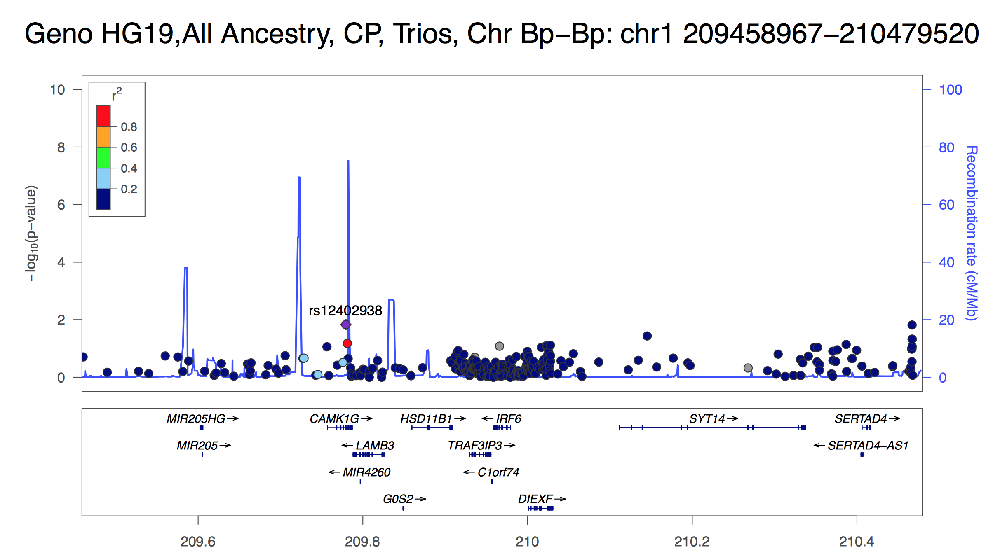 Geno HG19,All Ancestry, CP, Trios, Chr Bp−Bp: chr1 209458967−210479520
10
8
6
4
2
0
−log10(p−value)
r2
0.8
0.6
0.4
0.2
rs12402938
100
80
60
40
20
0
Recombination rate (cM/Mb)
MIR205HG→ CAMK1G→ HSD11B1→ ←IRF6 SYT14→ SERTAD4→
MIR205→ ←LAMB3 TRAF3IP3→ ←SERTAD4−AS1
←MIR4260 ←C1orf74
G0S2→ DIEXF→
209.6 209.8 210 210.2 210.4